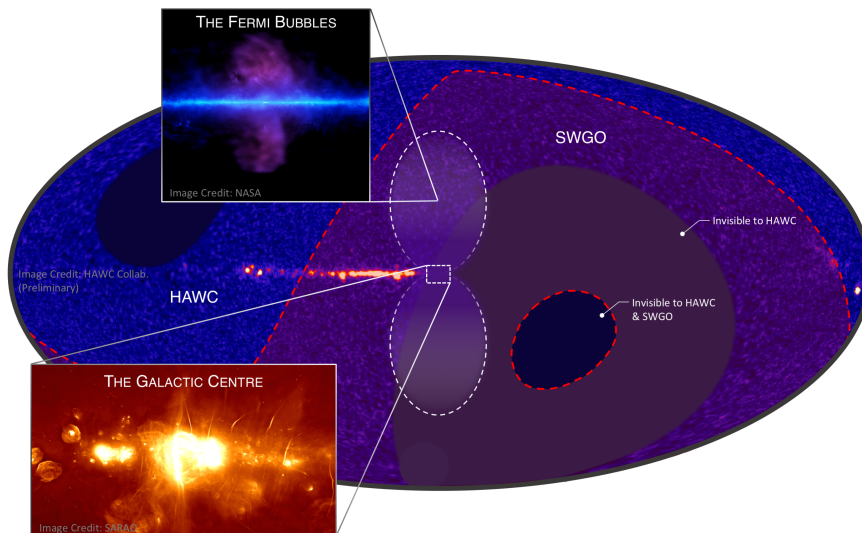 THE FERMI BUBBLES
Image Credit: NASA
SWGO
Invisible to HAWC
Image Credit: HAWC Collab.
(Preliminary)
HAWC
Invisible to HAWC
& SWGO
THE GALACTIC CENTRE
Image Credit: SARAO